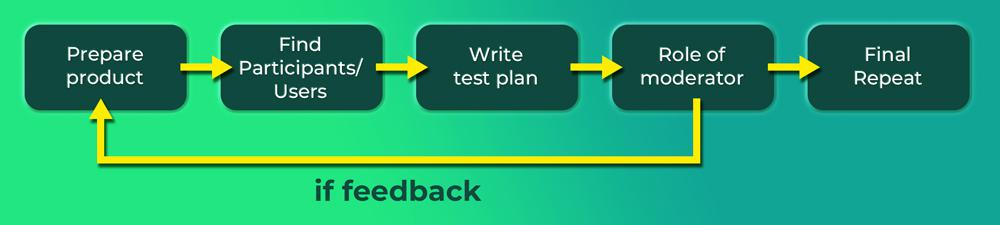 Prepare
product
Find
Participants/
Users
Write
test plan
Role of
moderator
Final
Repeat
if feedback